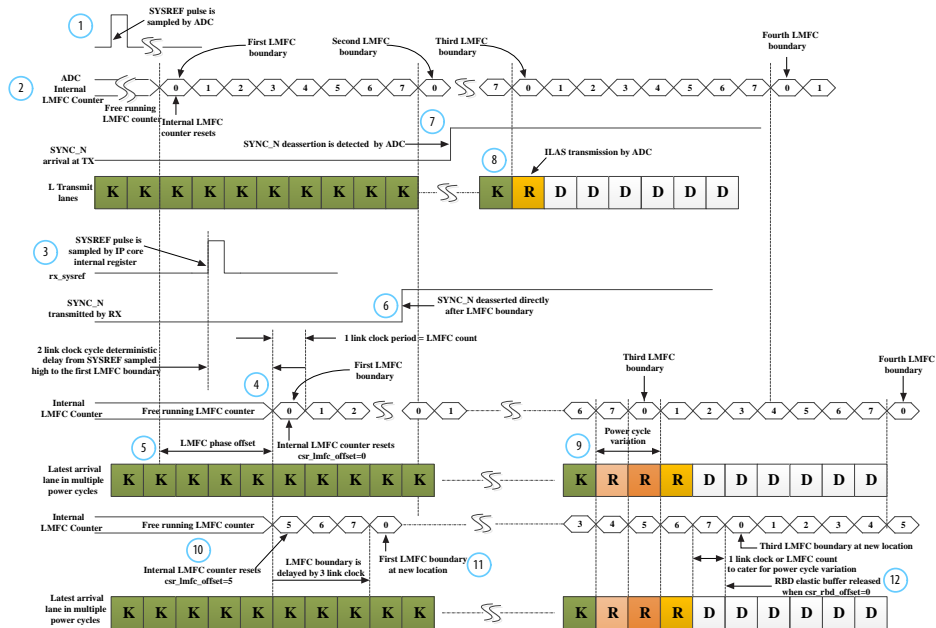 1
SYSREF pulse is
sampled by ADC
First LMFC
boundary
Second LMFC
boundary
Third LMFC
boundary
Fourth LMFC
boundary
2
ADC
Internal
LMFC Counter
0 1 2 3 4 5 6 7 0 7 0 1 2 3 4 5 6 7 0 1
Free running
LMFC counter
Internal LMFC
counter resets
7
SYNC_N
arrival at TX
SYNC_N deassertion is detected by ADC
8
ILAS transmission by ADC
L Transmit
lanes
K K K K K K K K K K K R D D D D D D
3
SYSREF pulse is
sampled by IP core
internal register
rx_sysref
SYNC_N
transmitted by RX
6
SYNC_N deasserted directly
after LMFC boundary
2 link clock cycle deterministic
delay from SYSREF sampled
high to the first LMFC boundary
1 link clock period = LMFC count
4
First LMFC
boundary
Third LMFC
boundary
Fourth LMFC
boundary
Internal
LMFC Counter
Free running LMFC counter
0 1 2 0 1 6 7 0 1 2 3 4 5 6 7 0
5
LMFC phase offset
Internal LMFC counter resets
csr_lmfc_offset=0
9
Power cycle
variation
Latest arrival
lane in multiple
power cycles
K K K K K K K K K K K R R R D D D D D D
Internal
LMFC Counter
Free running LMFC counter
5 6 7 0 3 4 5 6 7 0 1 2 3 4 5
10
Internal LMFC counter resets
csr_lmfc_offset=5
LMFC boundary is
delayed by 3 link clock
First LMFC boundary
at new location
11
Third LMFC boundary at new location
1 link clock or LMFC count
to cater for power cycle variation
RBD elastic buffer released
when csr_rbd_offset=0
12
Latest arrival
lane in multiple
power cycles
K K K K K K K K K K K R R R D D D D D D